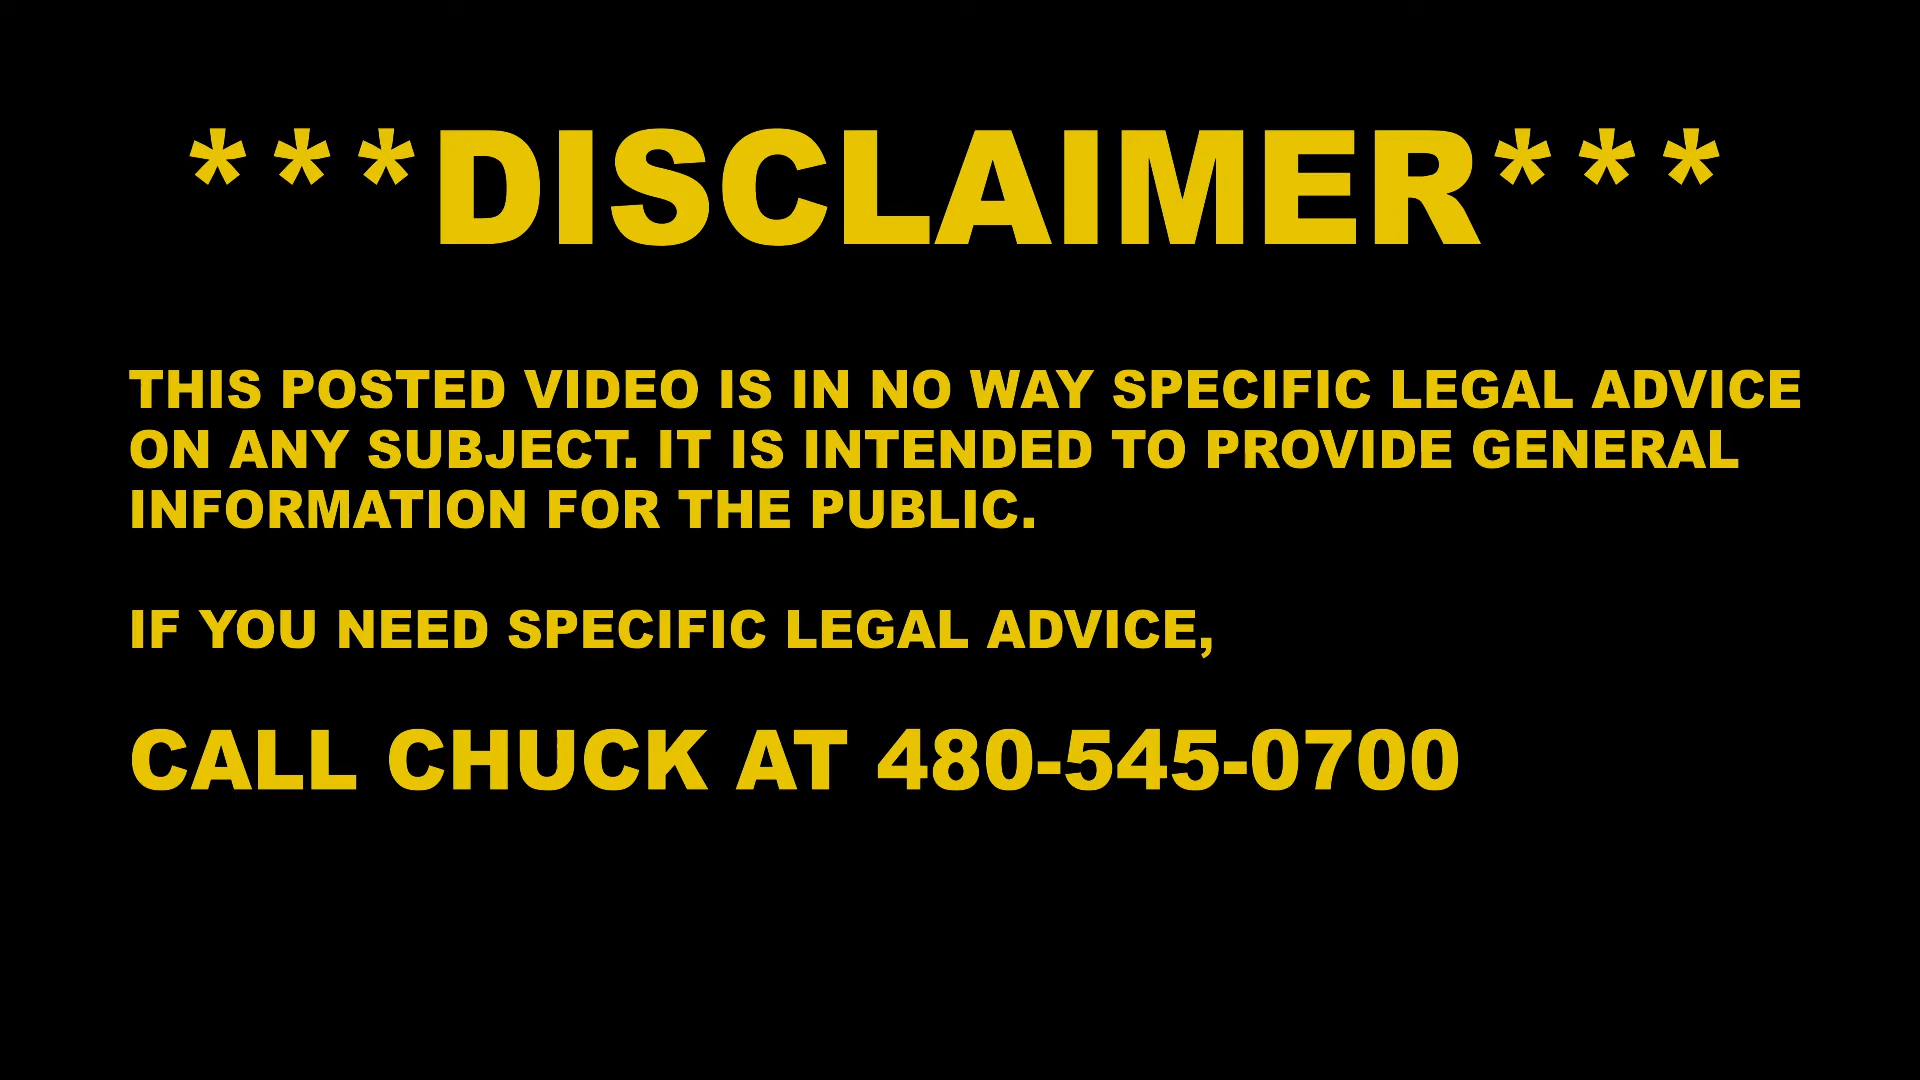 ***DISCLAIMER***
THIS POSTED VIDEO IS IN NO WAY SPECIFIC LEGAL ADVICE
ON ANY SUBJECT. IT IS INTENDED TO PROVIDE GENERAL
INFORMATION FOR THE PUBLIC.
IF YOU NEED SPECIFIC LEGAL ADVICE,
CALL CHUCK AT 480-545-0700